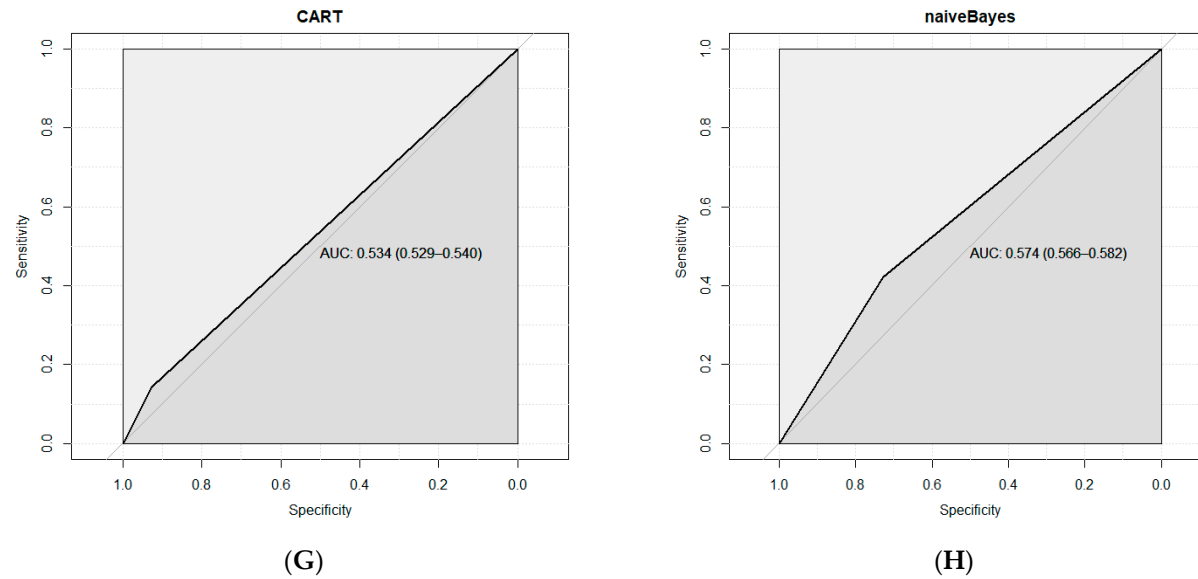 CART
1.0
0.8
0.6
0.4
0.2
0.0
Sensitivity
AUC: 0.534 (0.529–0.540)
1.0 0.8 0.6 0.4 0.2 0.0
Specificity
(G)
naiveBayes
1.0
0.8
0.6
0.4
0.2
0.0
Sensitivity
AUC: 0.574 (0.566–0.582)
1.0 0.8 0.6 0.4 0.2 0.0
Specificity
(H)